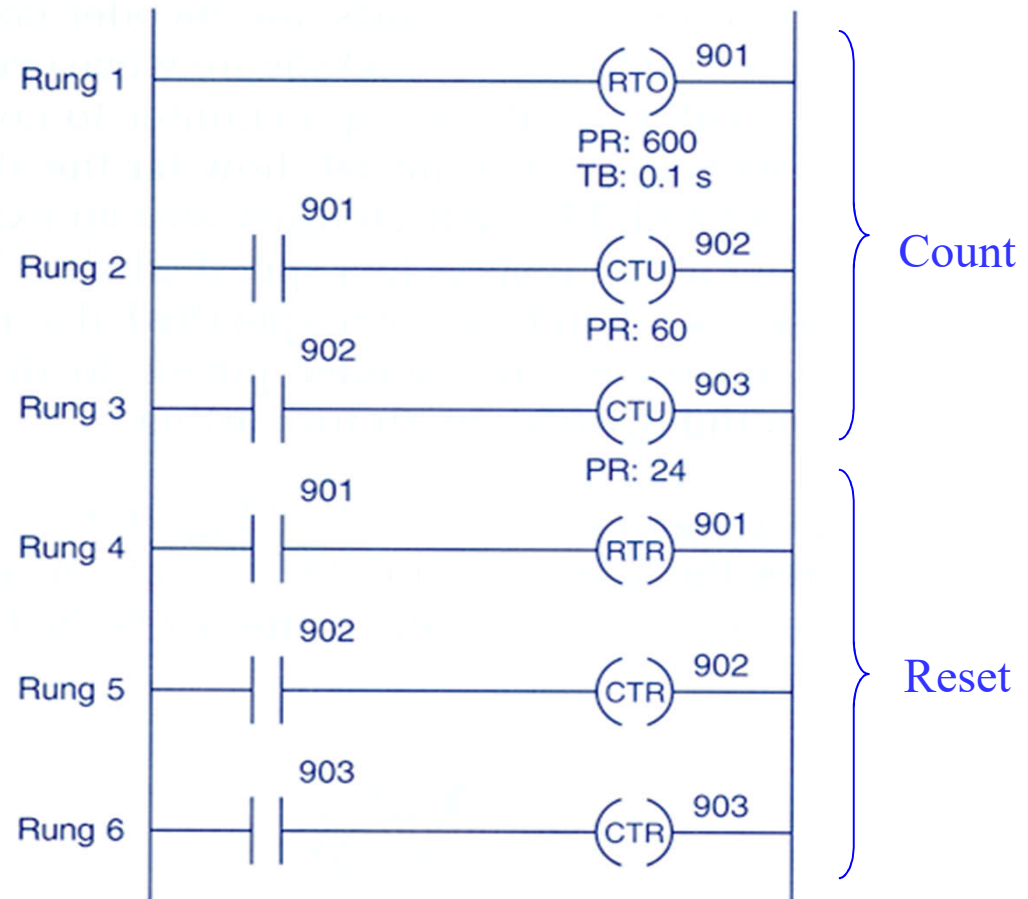 901
Rung 1 RTO
PR: 600
TB: 0.1 s
901
Rung 2 CTU 902
PR: 60
902
Rung 3 CTU 903
PR: 24
901
Rung 4 RTR 901
902
Rung 5 CTR 902
903
Rung 6 CTR 903
Count
Reset